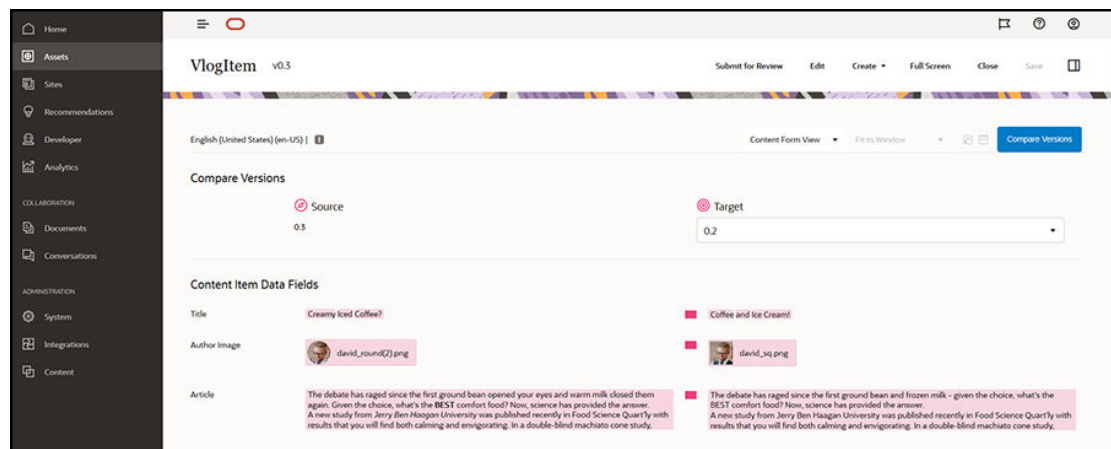 Home
Assets
Sites
Recommendations
Developer
Analytics
COLLABORATION
Documents
Conversations
ADMINISTRATION
System
Integrations
Content
VlogItem v0.3
Submit for Review Edit Create Full Screen Close Save
English (United States) (en-US) |
Content Form View Fit to Window Compare Versions
Compare Versions
Source Target
0.3 0.2
Content Item Data Fields
Title Creamy Iced Coffee? Coffee and Ice Cream!
Author Image david_round(2).png david_sq.png
Article
The debate has raged since the first ground bean opened your eyes and warm milk closed them
again. Given the choice, what's the BEST comfort food? Now, science has provided the answer.
A new study from Jerry Ben Haagan University was published recently in Food Science Quart'ly with
results that you will find both calming and envigorating. In a double-blind machiato cone study,
The debate has raged since the first ground bean and frozen milk - given the choice, what's the
BEST comfort food? Now, science has provided the answer.
A new study from Jerry Ben Haagan University was published recently in Food Science Quart'ly with
results that you will find both calming and envigorating. In a double-blind machiato cone study,